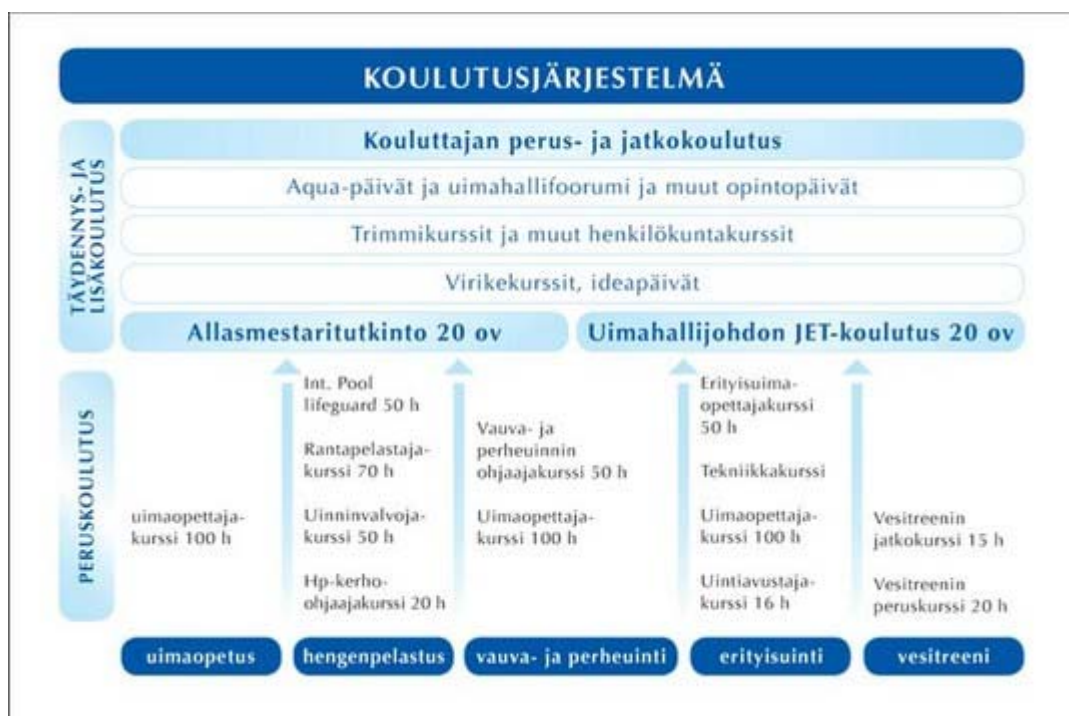 KOULUTUSJÄRJESTELMÄ
TÄYDENNYS- JA
LISÄKOULUTUS
Kouluttajan perus- ja jatkokoulutus
Aqua-päivät ja uimahallifoorumi ja muut opintopäivät
Trimmikurssit ja muut henkilökuntakurssit
Virikekurssit, ideapäivät
Allasmestaritutkinto 20 ov
Uimahallijohdon JET-koulutus 20 ov
PERUSKOULUTUS
uimaopettaja-
kurssi 100 h
Int. Pool
lifeguard 50 h
Rantapelastaja-
kurssi 70 h
Uinninvalvoja-
kurssi 50 h
Hp-kerho-
ohjaajakurssi 20 h
Vauva- ja
perheuinnin
ohjaajakurssi 50 h
Uimaopettaja-
kurssi 100 h
Erityisuima-
opettajakurssi
50 h
Tekniikkakurssi
Uimaopettaja-
kurssi 100 h
Uintiavustaja-
kurssi 16 h
Vesitreenin
jatkokurssi 15 h
Vesitreenin
peruskurssi 20 h
uimaopetus
hengenpelastus
vauva- ja perheuinti
erityisuinti
vesitreeni